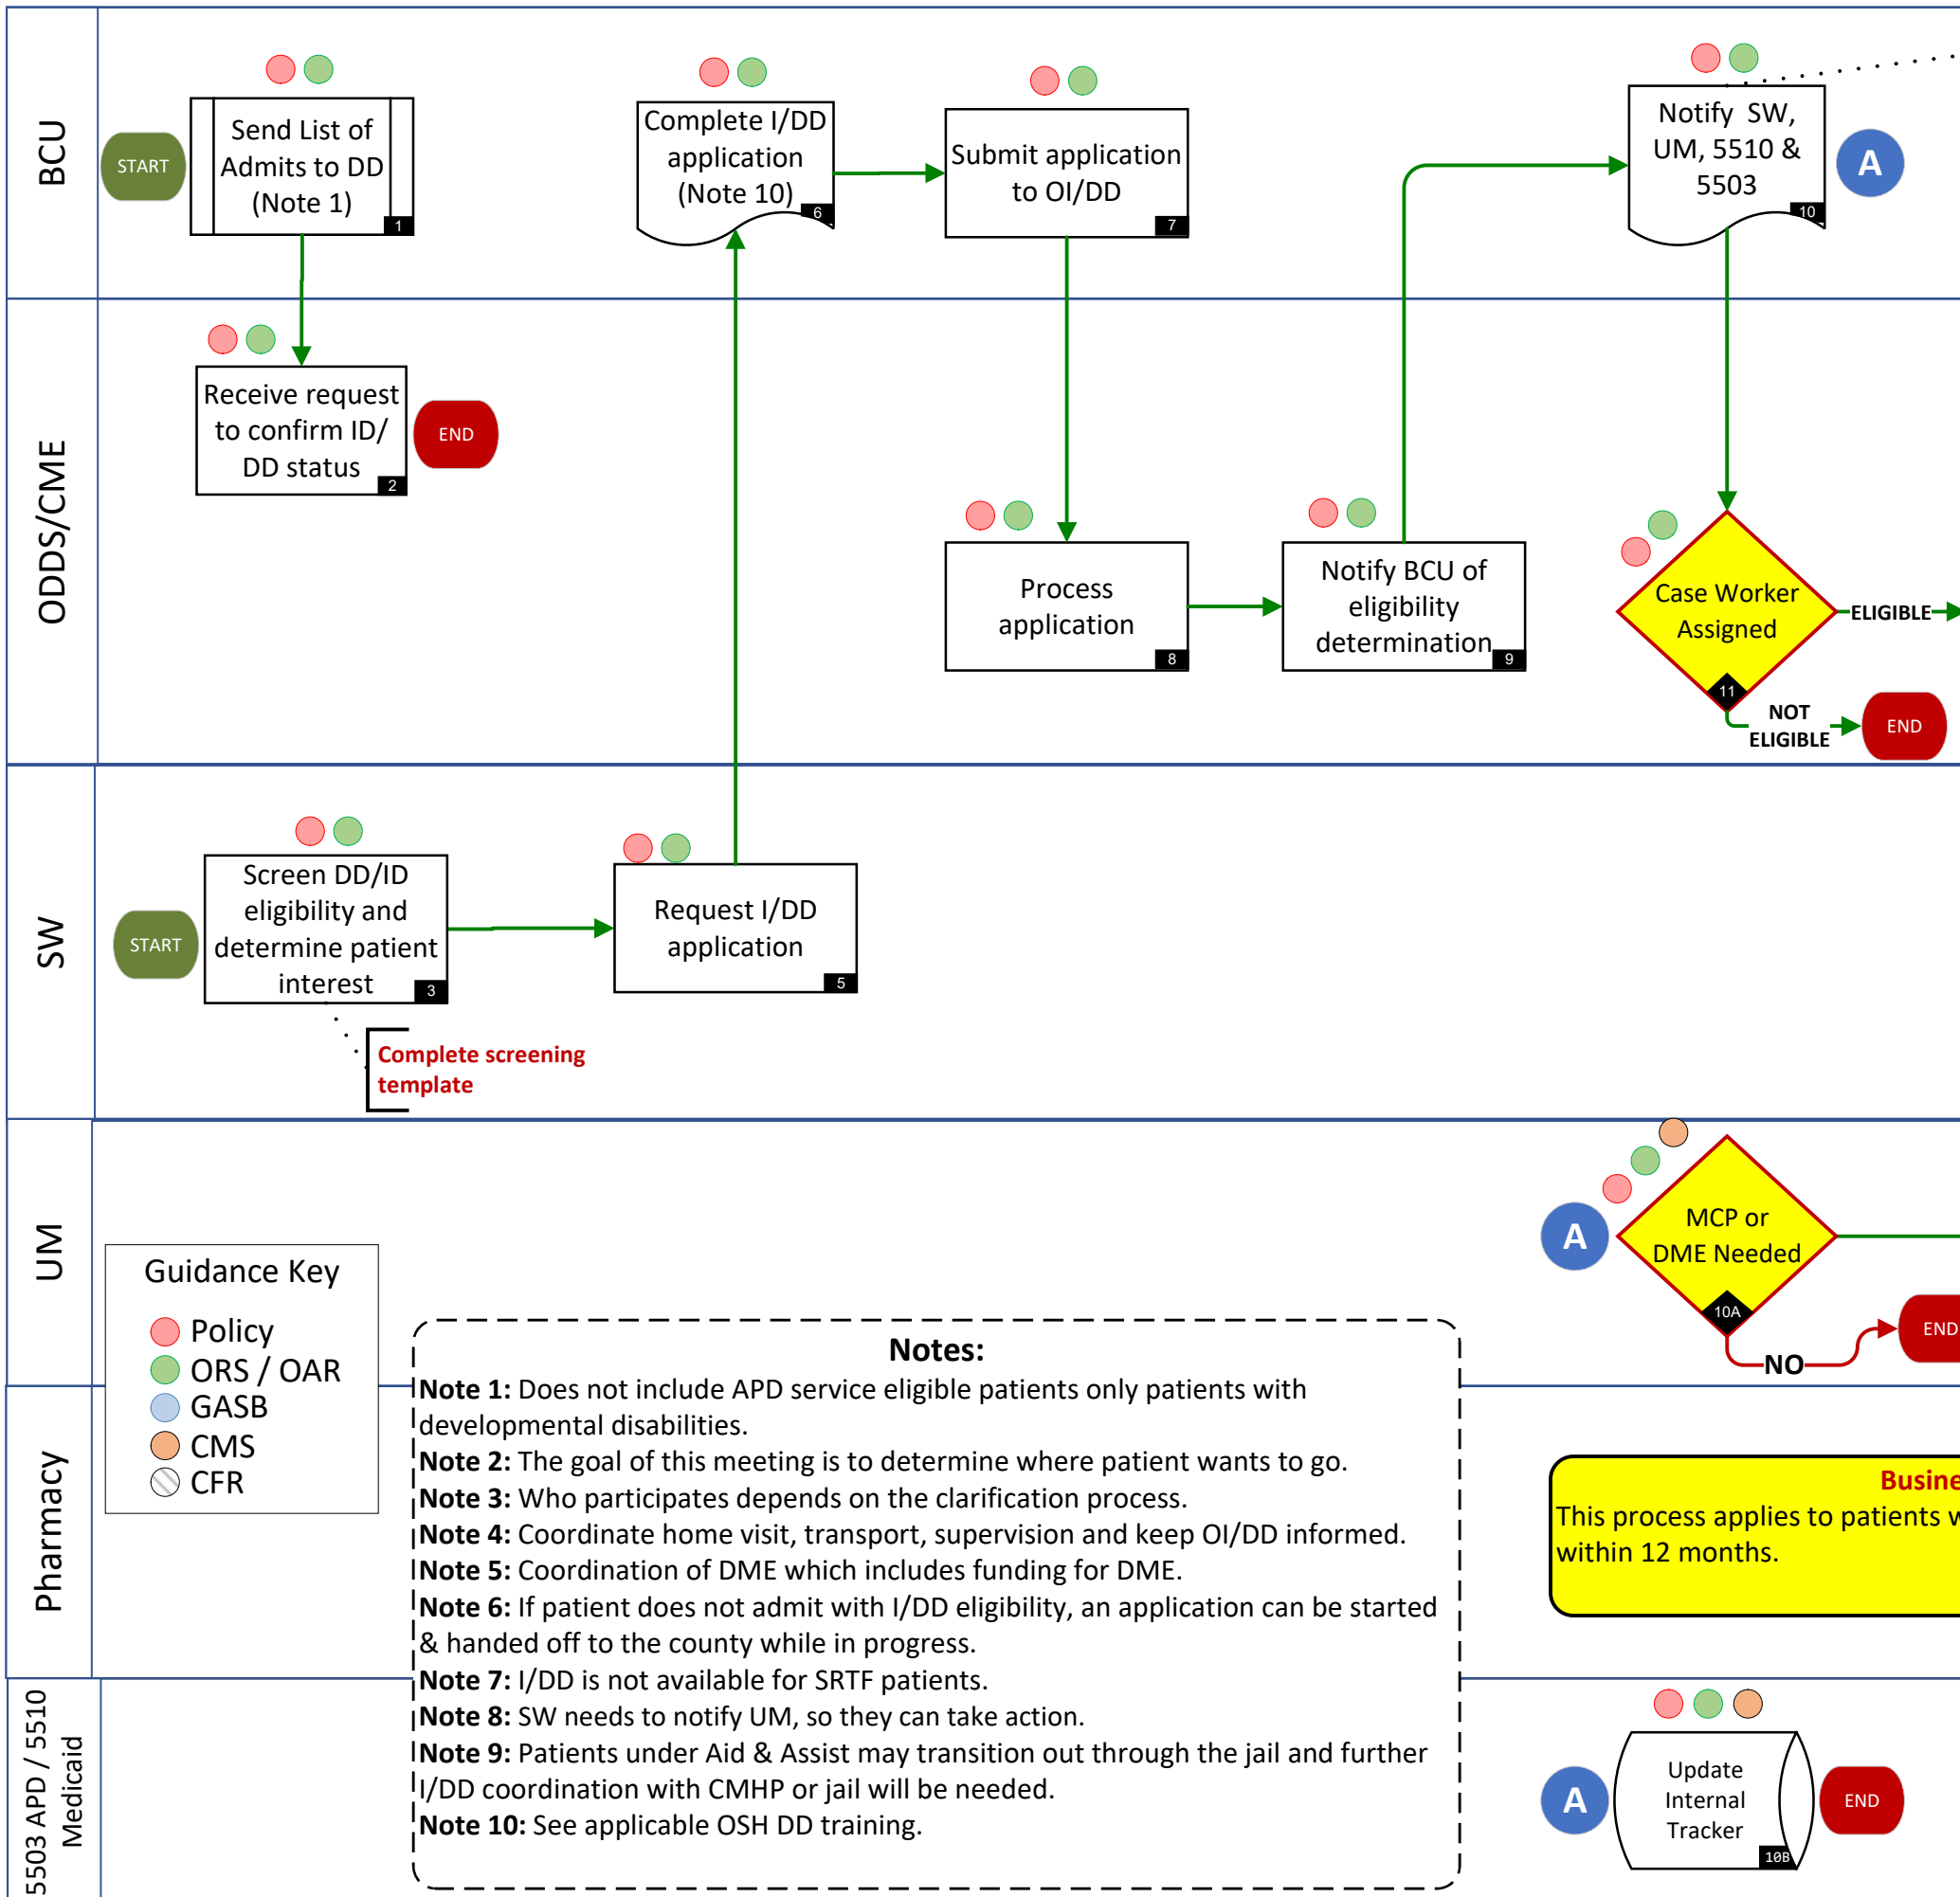 BCU
START
Send List of
Admits to DD
(Note 1)
1
Complete I/DD
application
(Note 10)
6
Submit application
to OI/DD
7
Notify SW,
UM, 5510 &
5503
10
A
ODDS/CME
Receive request
to confirm ID/
DD status
2
END
Process
application
8
Notify BCU of
eligibility
determination
9
Case Worker
Assigned
11
ELIGIBLE
NOT
ELIGIBLE
END
SW
START
Screen DD/ID
eligibility and
determine patient
interest
3
Request I/DD
application
5
Complete screening
template
UM
A
MCP or
DME Needed
10A
NO
END
Guidance Key
Policy
ORS / OAR
GASB
CMS
CFR
Notes:
Note 1: Does not include APD service eligible patients only patients with
developmental disabilities.
Note 2: The goal of this meeting is to determine where patient wants to go.
Note 3: Who participates depends on the clarification process.
Note 4: Coordinate home visit, transport, supervision and keep OI/DD informed.
Note 5: Coordination of DME which includes funding for DME.
Note 6: If patient does not admit with I/DD eligibility, an application can be started
& handed off to the county while in progress.
Note 7: I/DD is not available for SRTF patients.
Note 8: SW needs to notify UM, so they can take action.
Note 9: Patients under Aid & Assist may transition out through the jail and further
I/DD coordination with CMHP or jail will be needed.
Note 10: See applicable OSH DD training.
Pharmacy
Busine
This process applies to patients w
within 12 months.
5503 APD / 5510
Medicaid
A
Update
Internal
Tracker
10B
END